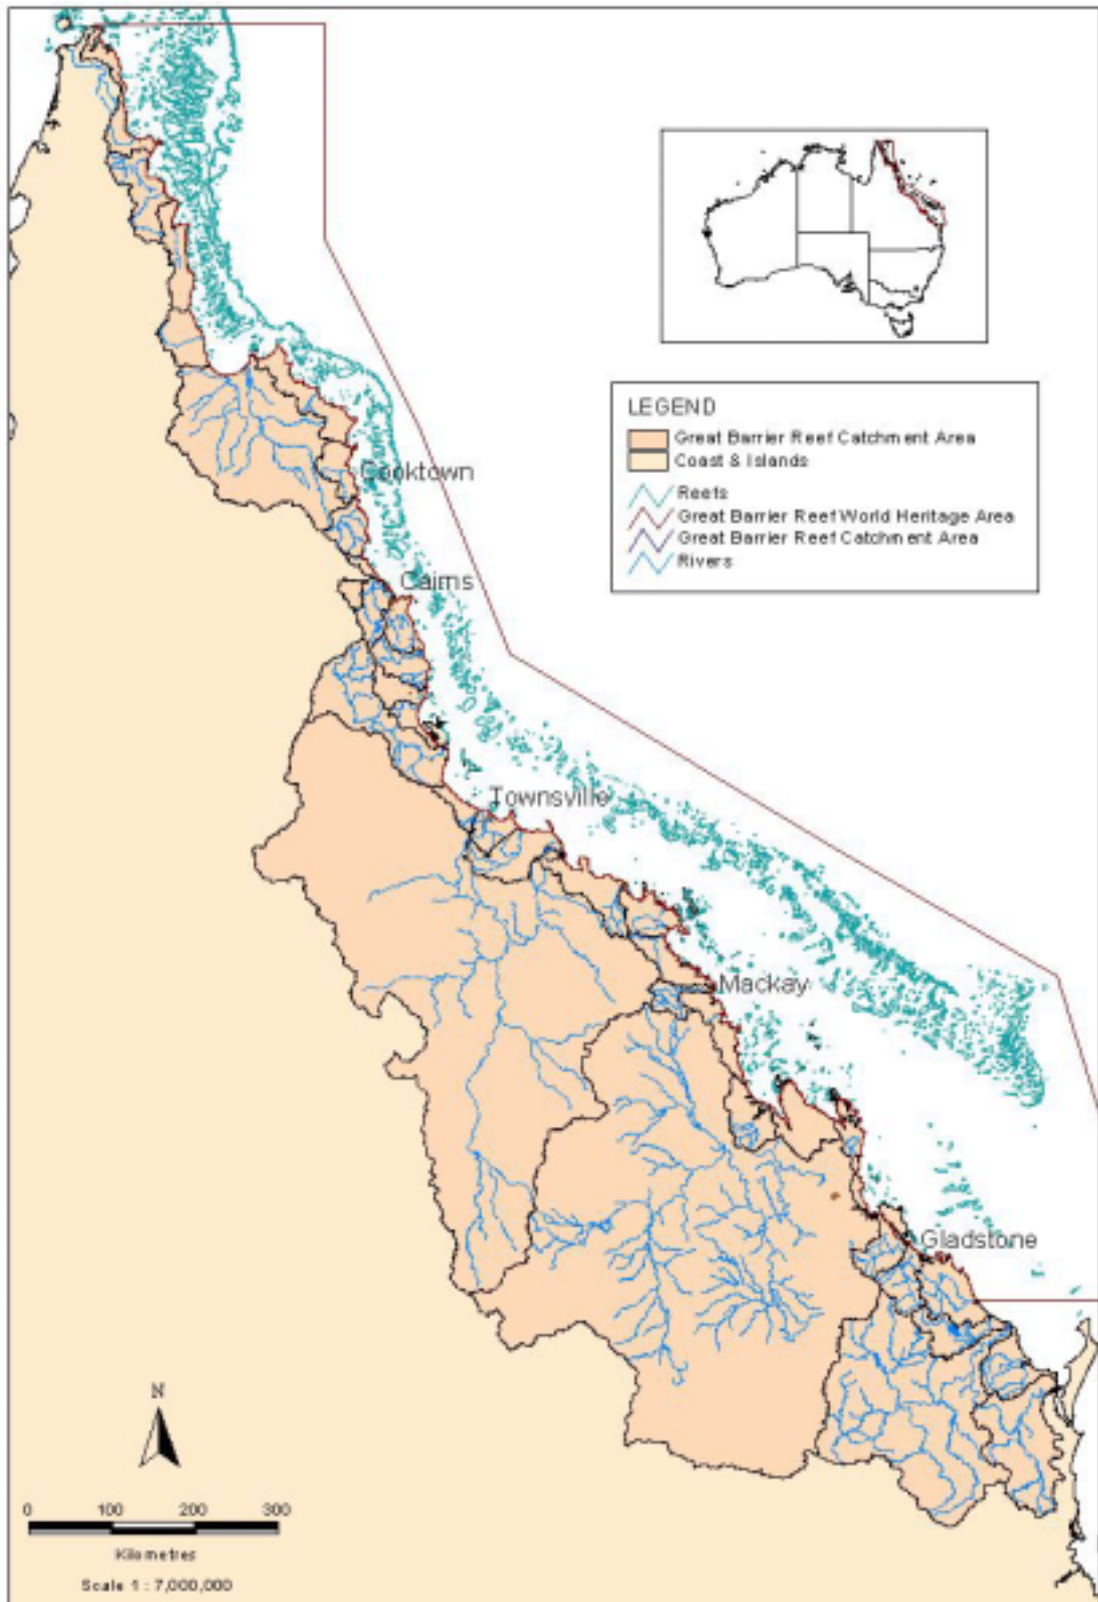 LEGEND
Great Barrier Reef Catchment Area
Coast & Islands
Reefs
Great Barrier Reef World Heritage Area
Great Barrier Reef Catchment Area
Rivers
Cooktown
Cairns
Townsville
Mackay
Gladstone
N
0 100 200 300
Kilometres
Scale 1 : 7,000,000